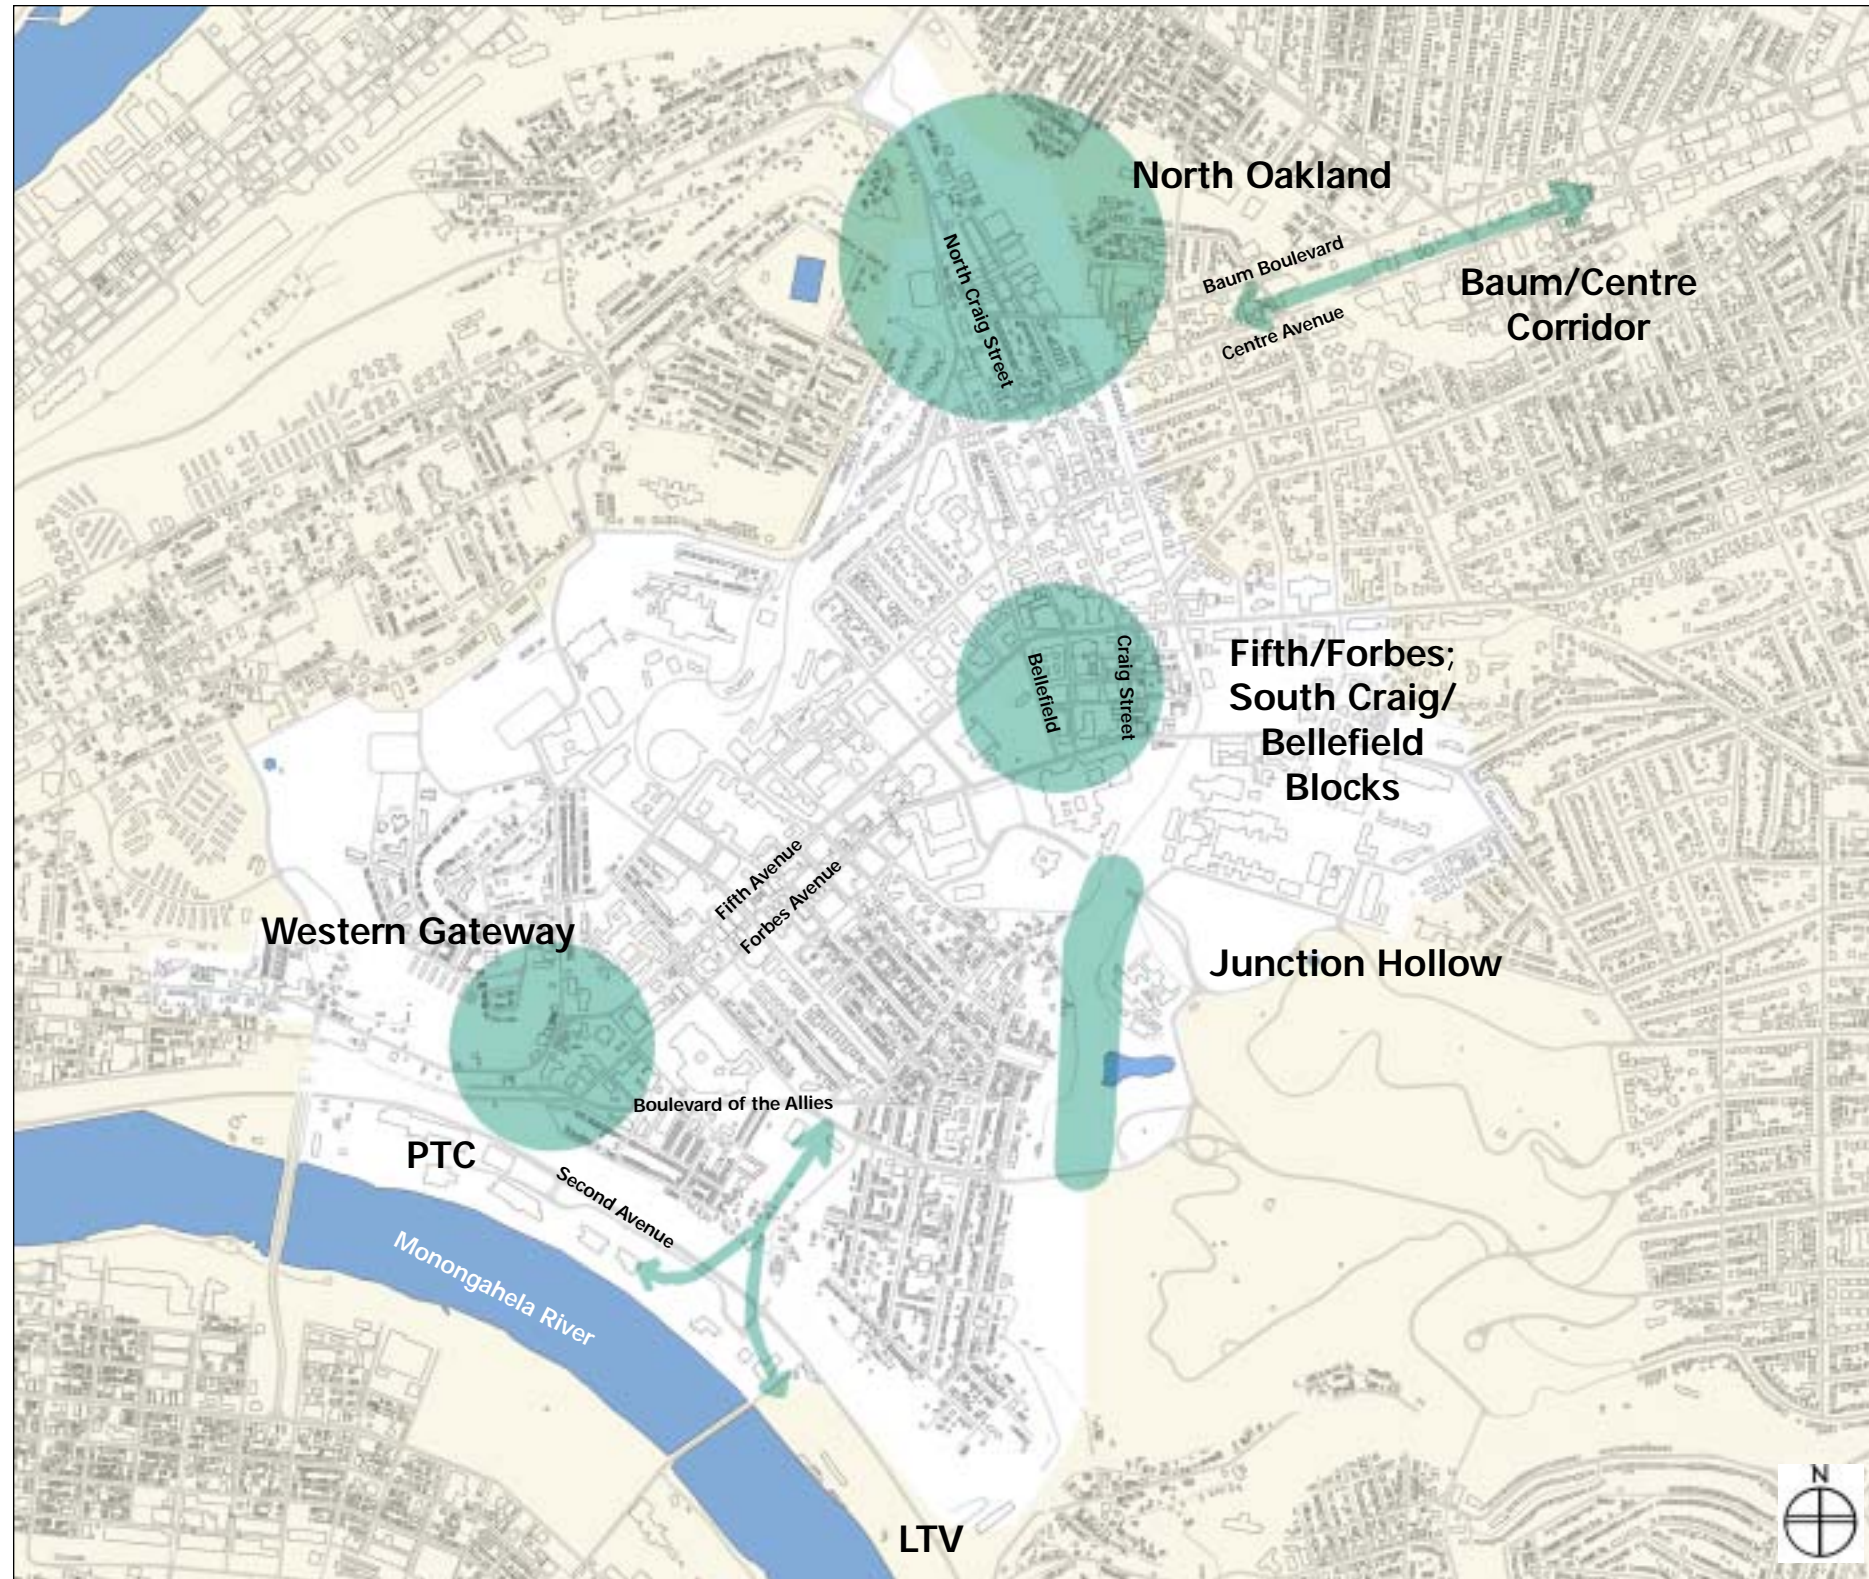 North Oakland
North Craig Street
Baum Boulevard
Baum/Centre
Corridor
Centre Avenue
Fifth/Forbes;
South Craig/
Bellefield
Blocks
Craig Street
Bellefield
Fifth Avenue
Forbes Avenue
Western Gateway
Junction Hollow
Boulevard of the Allies
PTC
Second Avenue
Monongahela River
LTV
N